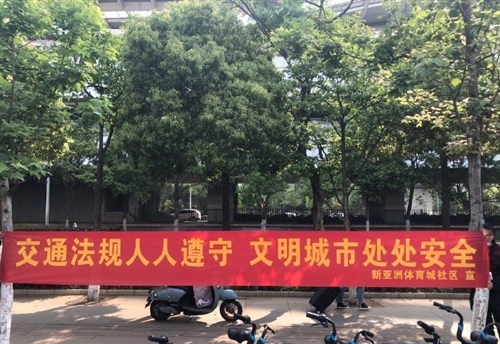 交通法规人人遵守 文明城市处处安全
新亚洲体育城社区 宣